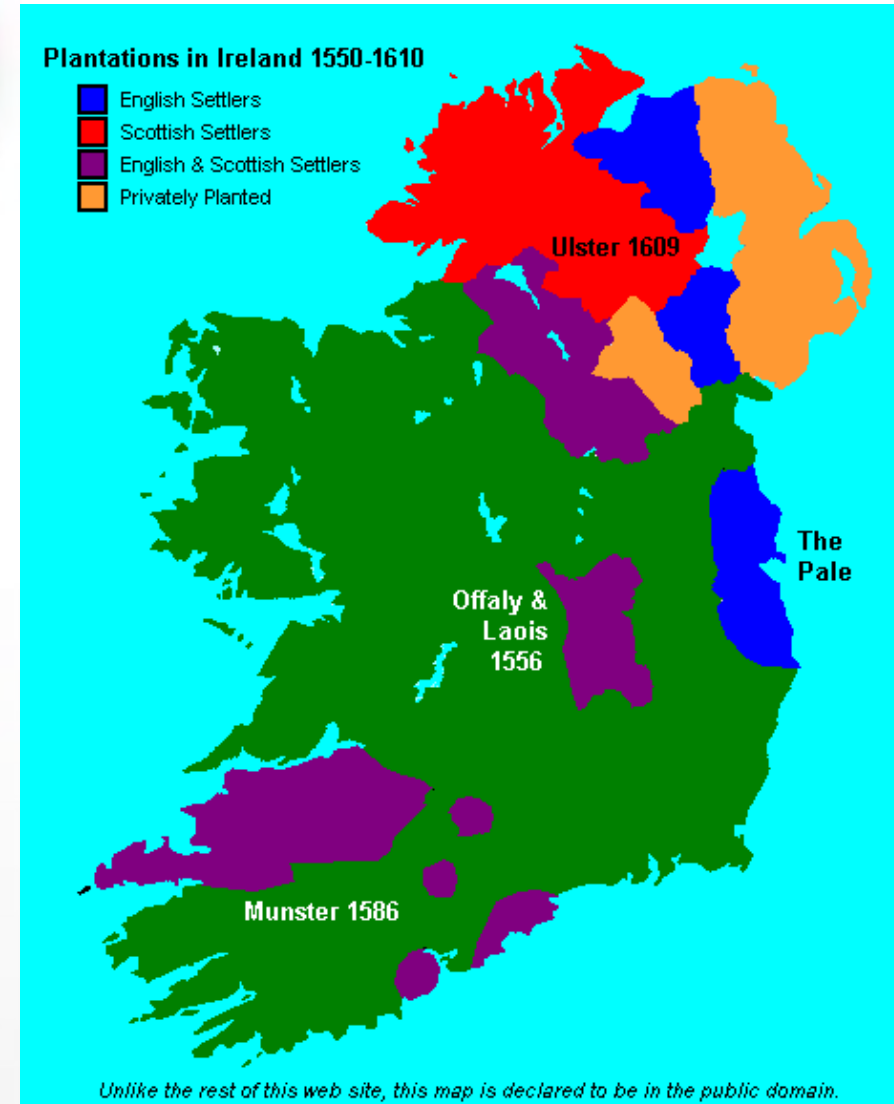 Plantations in Ireland 1550-1610
English Settlers
Scottish Settlers
English & Scottish Settlers
Privately Planted
Ulster 1609
The
Pale
Offaly &
Laois
1556
Munster 1586
Unlike the rest of this web site, this map is declared to be in the public domain.